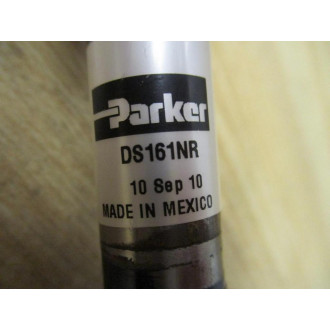 Parker
DS161NR
10 Sep 10
MADE IN MEXICO